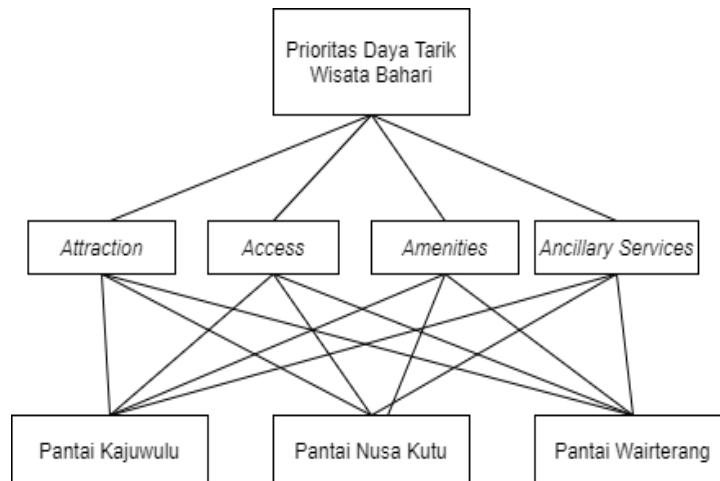 Prioritas Daya Tarik
Wisata Bahari
Attraction
Access
Amenities
Ancillary Services
Pantai Kajuwulu
Pantai Nusa Kutu
Pantai Wairterang